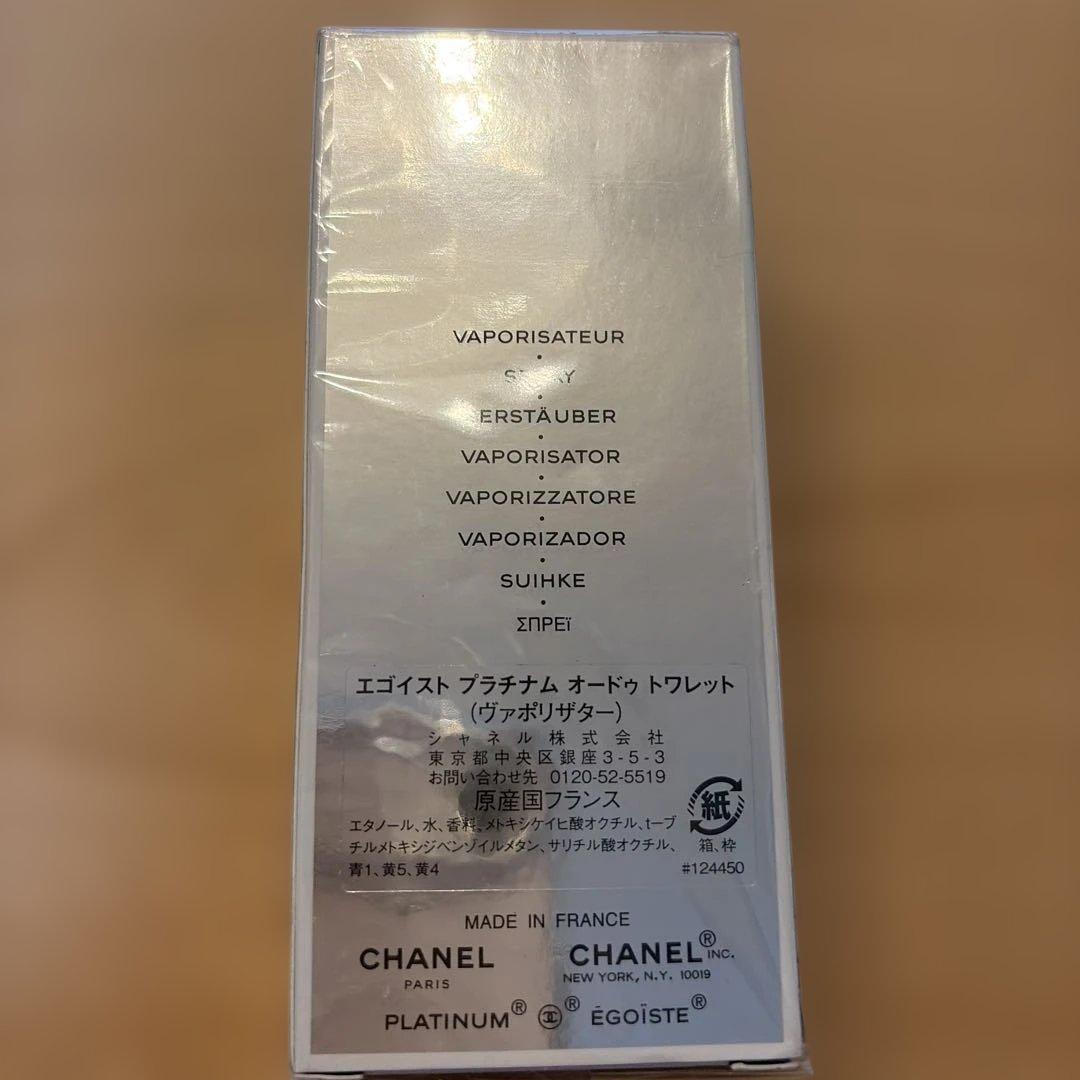 VAPORISATEUR
SPRAY
ERSTÄUBER
VAPORISATOR
VAPORIZZATORE
VAPORIZADOR
SUIHKE
ΣΠΡΕϊ
エゴイスト プラチナム オードゥ トワレット
(ヴァポリザター)
シャネル株式会社
東京都中央区銀座3-5-3
お問い合わせ先 0120-52-5519
原産国フランス
エタノール、水、香料、メトキシケイヒ酸オクチル、t-ブ
チルメトキシジベンゾイルメタン、サリチル酸オクチル、
青1、黄5、黄4
紙
箱、枠
#124450
MADE IN FRANCE
CHANEL
PARIS
CHANEL® INC.
NEW YORK, N.Y. 10019
PLATINUM® ® ÉGOÏSTE®